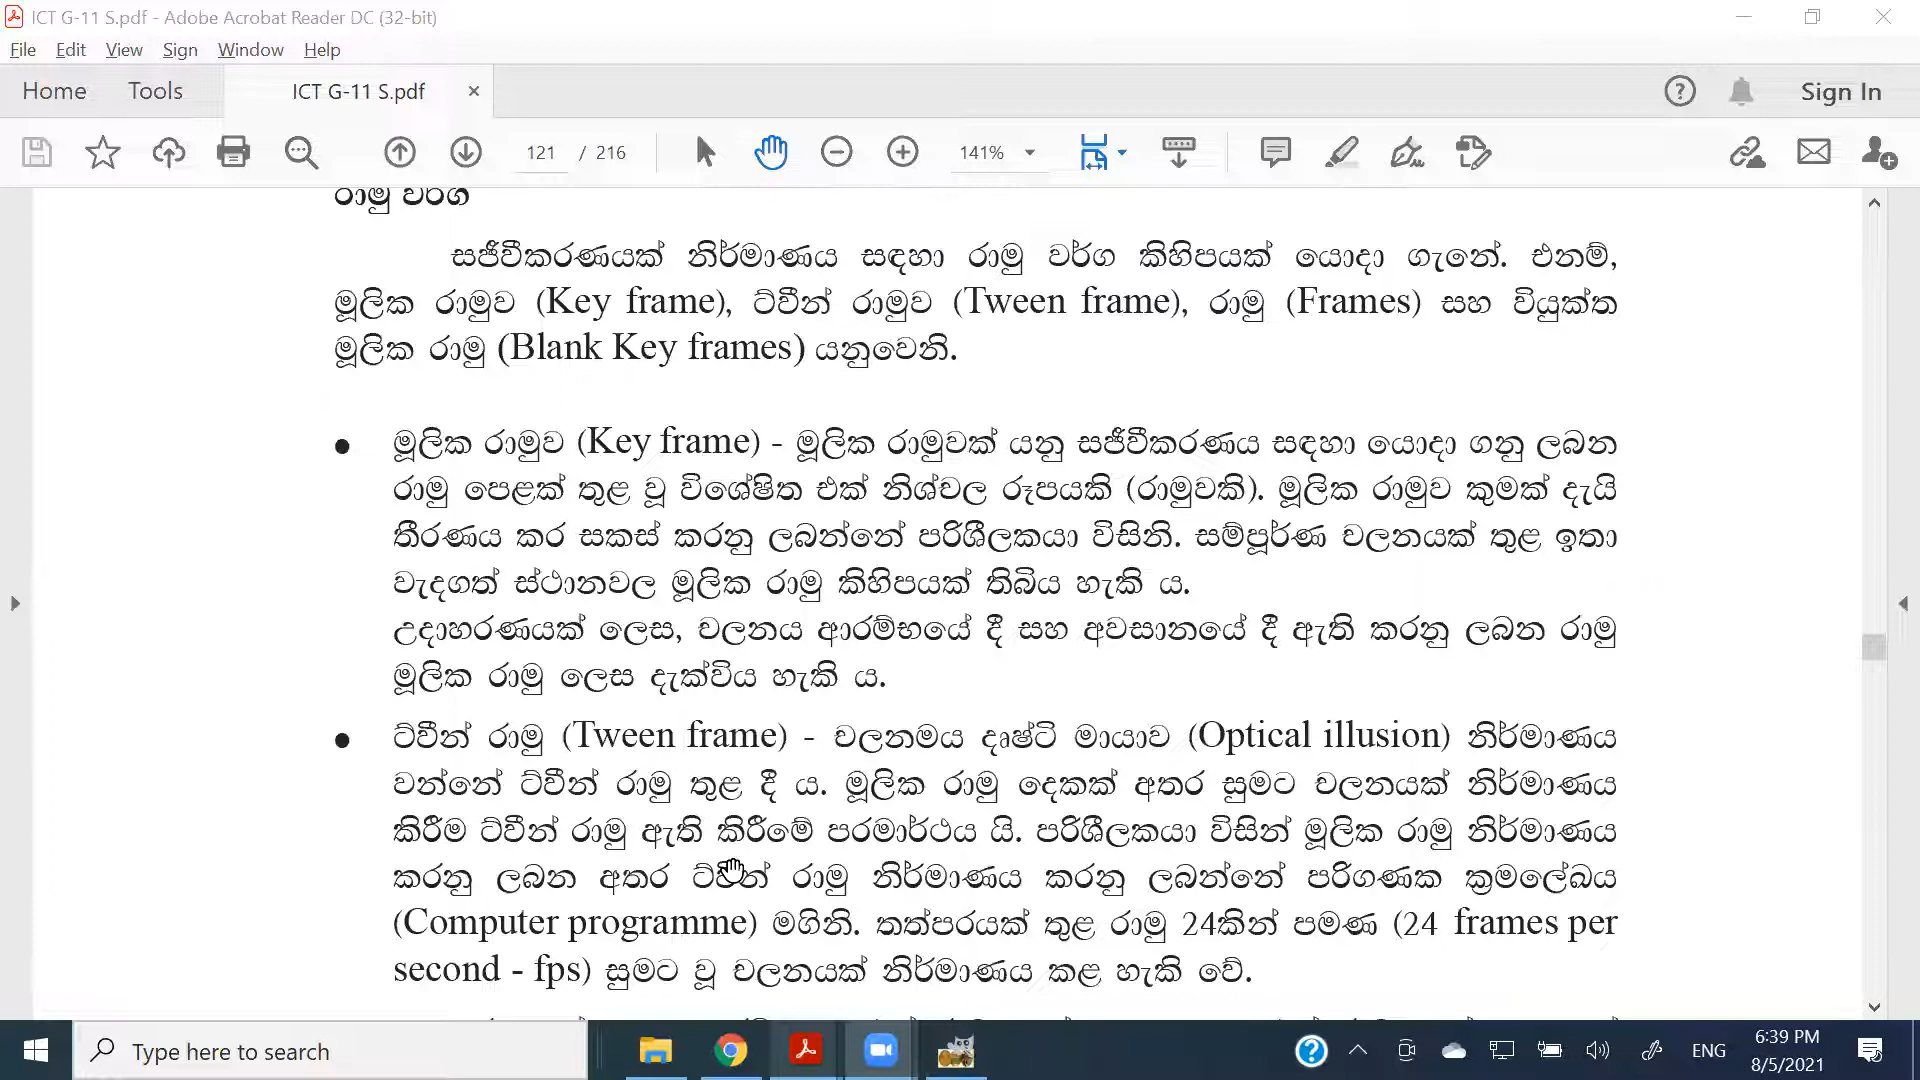 ICT G-11 S.pdf - Adobe Acrobat Reader DC (32-bit)
File Edit View Sign Window Help
Home Tools ICT G-11 S.pdf × Sign In
121 / 216 141%
රාමු වර්ග
සජීවීකරණයක් නිර්මාණය සඳහා රාමු වර්ග කිහිපයක් යොදා ගැනේ. එනම්,
මූලික රාමුව (Key frame), ට්වීන් රාමුව (Tween frame), රාමු (Frames) සහ වියුක්ත
මූලික රාමු (Blank Key frames) යනුවෙනි.
● මූලික රාමුව (Key frame) - මූලික රාමුවක් යනු සජීවීකරණය සඳහා යොදා ගනු ලබන
රාමු පෙළක් තුළ වූ විශේෂිත එක් නිශ්චල රූපයකි (රාමුවකි). මූලික රාමුව කුමක් දැයි
තීරණය කර සකස් කරනු ලබන්නේ පරිශීලකයා විසිනි. සම්පූර්ණ චලනයක් තුළ ඉතා
වැදගත් ස්ථානවල මූලික රාමු කිහිපයක් තිබිය හැකි ය.
උදාහරණයක් ලෙස, චලනය ආරම්භයේ දී සහ අවසානයේ දී ඇති කරනු ලබන රාමු
මූලික රාමු ලෙස දැක්විය හැකි ය.
● ට්වීන් රාමු (Tween frame) - චලනමය දෘෂ්ටි මායාව (Optical illusion) නිර්මාණය
වන්නේ ට්වීන් රාමු තුළ දී ය. මූලික රාමු දෙකක් අතර සුමට චලනයක් නිර්මාණය
කිරීම ට්වීන් රාමු ඇති කිරීමේ පරමාර්ථය යි. පරිශීලකයා විසින් මූලික රාමු නිර්මාණය
කරනු ලබන අතර ට්වීන් රාමු නිර්මාණය කරනු ලබන්නේ පරිගණක ක්‍රමලේඛය
(Computer programme) මගිනි. තත්පරයක් තුළ රාමු 24කින් පමණ (24 frames per
second - fps) සුමට වූ චලනයක් නිර්මාණය කළ හැකි වේ.
Type here to search ENG 6:39 PM
8/5/2021